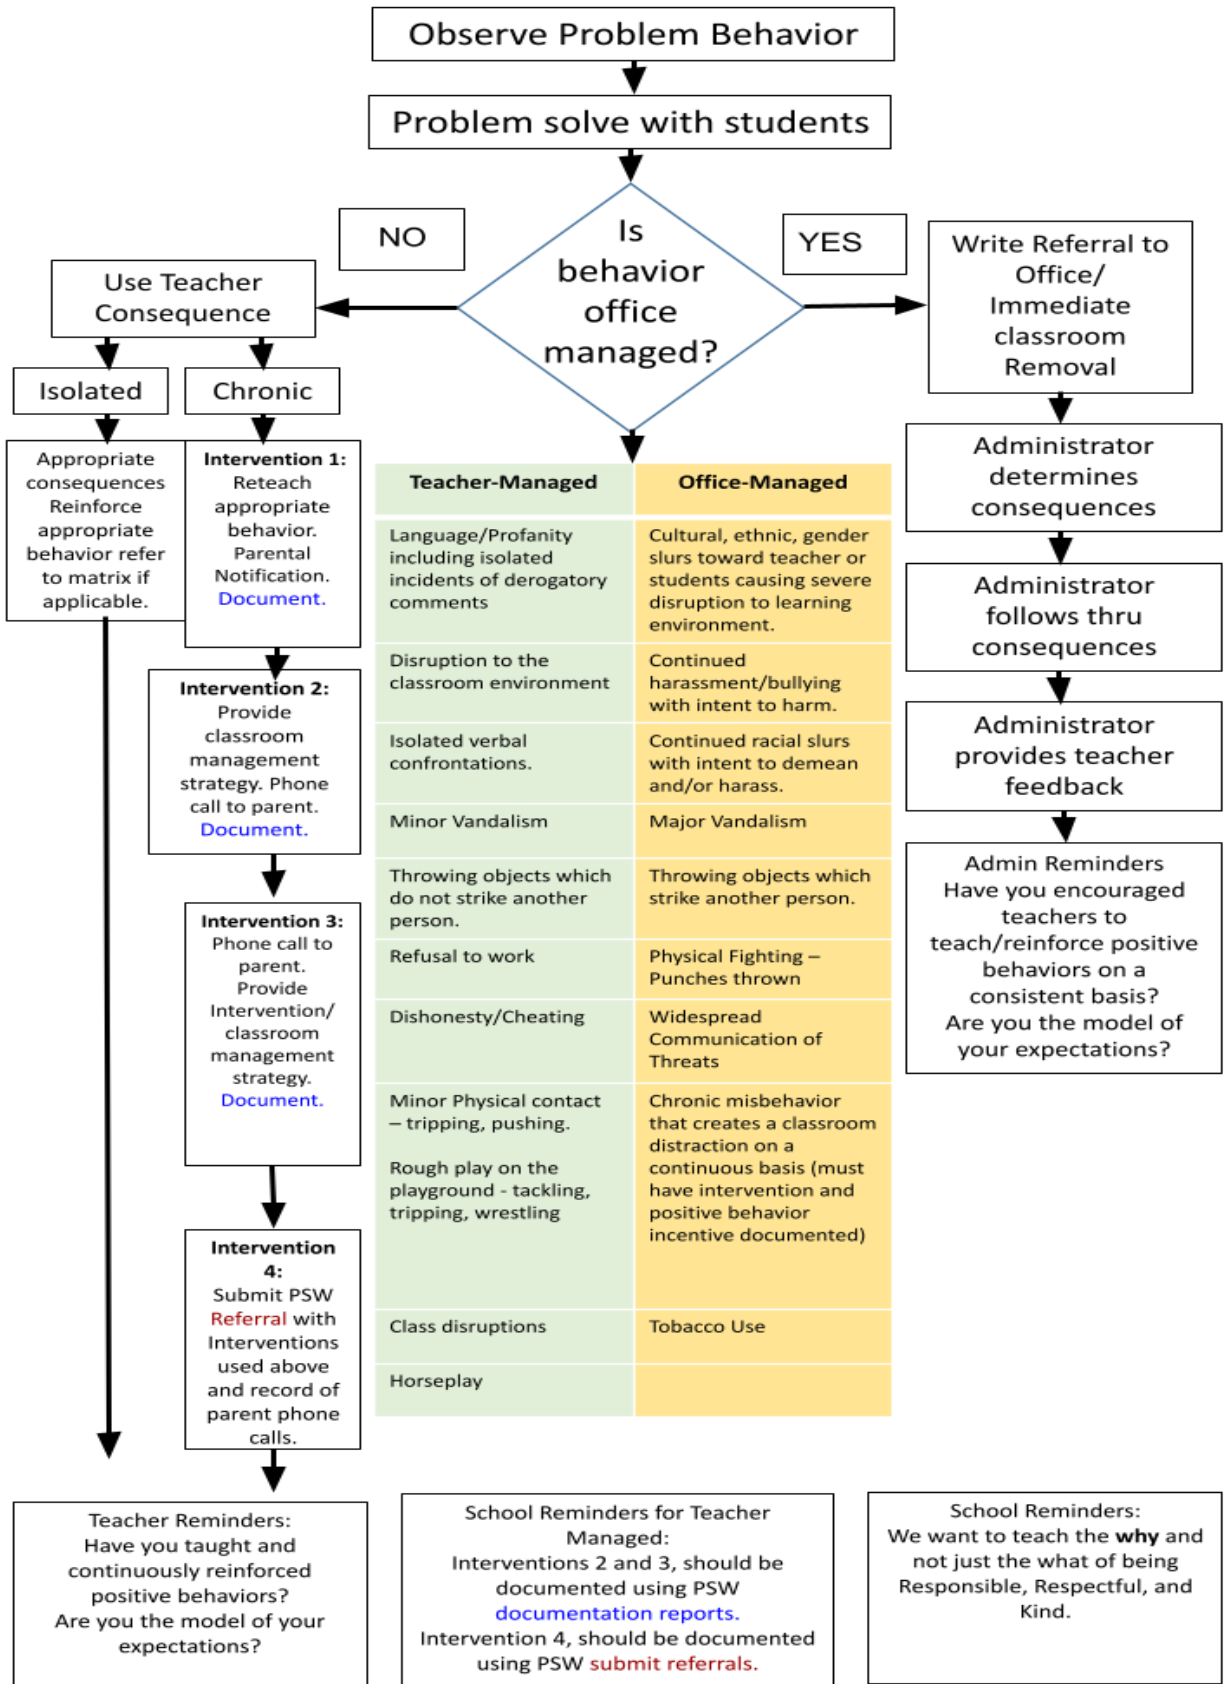 Observe Problem Behavior
Problem solve with students
Is
behavior
office
managed?
NO
YES
Use Teacher
Consequence
Isolated
Chronic
Appropriate
consequences
Reinforce
appropriate
behavior refer
to matrix if
applicable.
Intervention 1:
Reteach
appropriate
behavior.
Parental
Notification.
Document.
Intervention 2:
Provide
classroom
management
strategy. Phone
call to parent.
Document.
Intervention 3:
Phone call to
parent.
Provide
Intervention/
classroom
management
strategy.
Document.
Intervention
4:
Submit PSW
Referral with
Interventions
used above
and record of
parent phone
calls.
Teacher-Managed
Office-Managed
Language/Profanity
including isolated
incidents of derogatory
comments
Cultural, ethnic, gender
slurs toward teacher or
students causing severe
disruption to learning
environment.
Disruption to the
classroom environment
Continued
harassment/bullying
with intent to harm.
Isolated verbal
confrontations.
Continued racial slurs
with intent to demean
and/or harass.
Minor Vandalism
Major Vandalism
Throwing objects which
do not strike another
person.
Throwing objects which
strike another person.
Refusal to work
Physical Fighting –
Punches thrown
Dishonesty/Cheating
Widespread
Communication of
Threats
Minor Physical contact
– tripping, pushing.
Rough play on the
playground - tackling,
tripping, wrestling
Chronic misbehavior
that creates a classroom
distraction on a
continuous basis (must
have intervention and
positive behavior
incentive documented)
Class disruptions
Tobacco Use
Horseplay
Write Referral to
Office/
Immediate
classroom
Removal
Administrator
determines
consequences
Administrator
follows thru
consequences
Administrator
provides teacher
feedback
Admin Reminders
Have you encouraged
teachers to
teach/reinforce positive
behaviors on a
consistent basis?
Are you the model of
your expectations?
Teacher Reminders:
Have you taught and
continuously reinforced
positive behaviors?
Are you the model of your
expectations?
School Reminders for Teacher
Managed:
Interventions 2 and 3, should be
documented using PSW
documentation reports.
Intervention 4, should be documented
using PSW submit referrals.
School Reminders:
We want to teach the why and
not just the what of being
Responsible, Respectful, and
Kind.